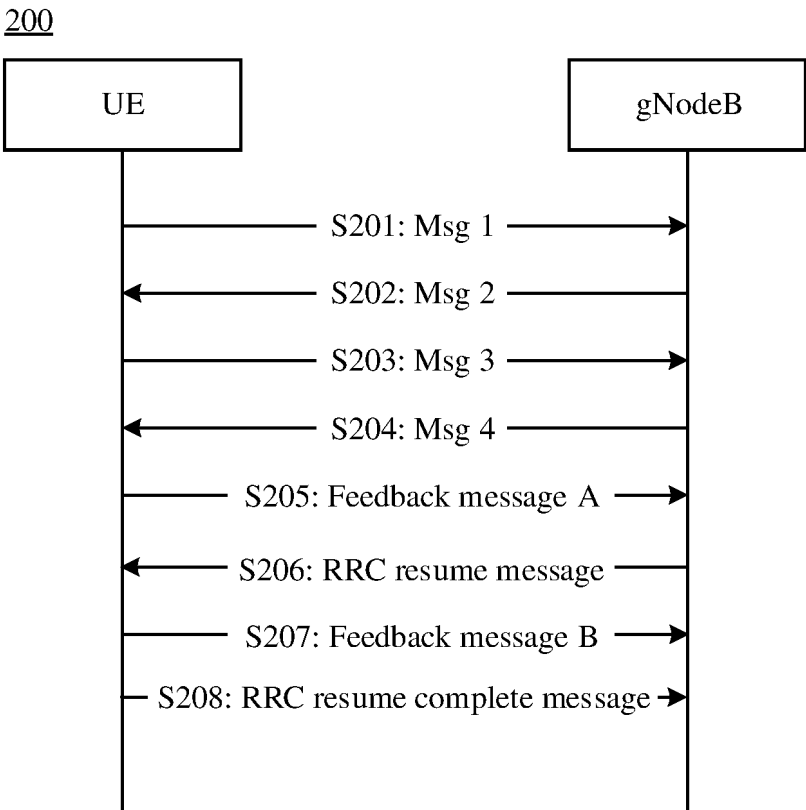 200
UE
gNodeB
S201: Msg 1
S202: Msg 2
S203: Msg 3
S204: Msg 4
S205: Feedback message A
S206: RRC resume message
S207: Feedback message B
S208: RRC resume complete message